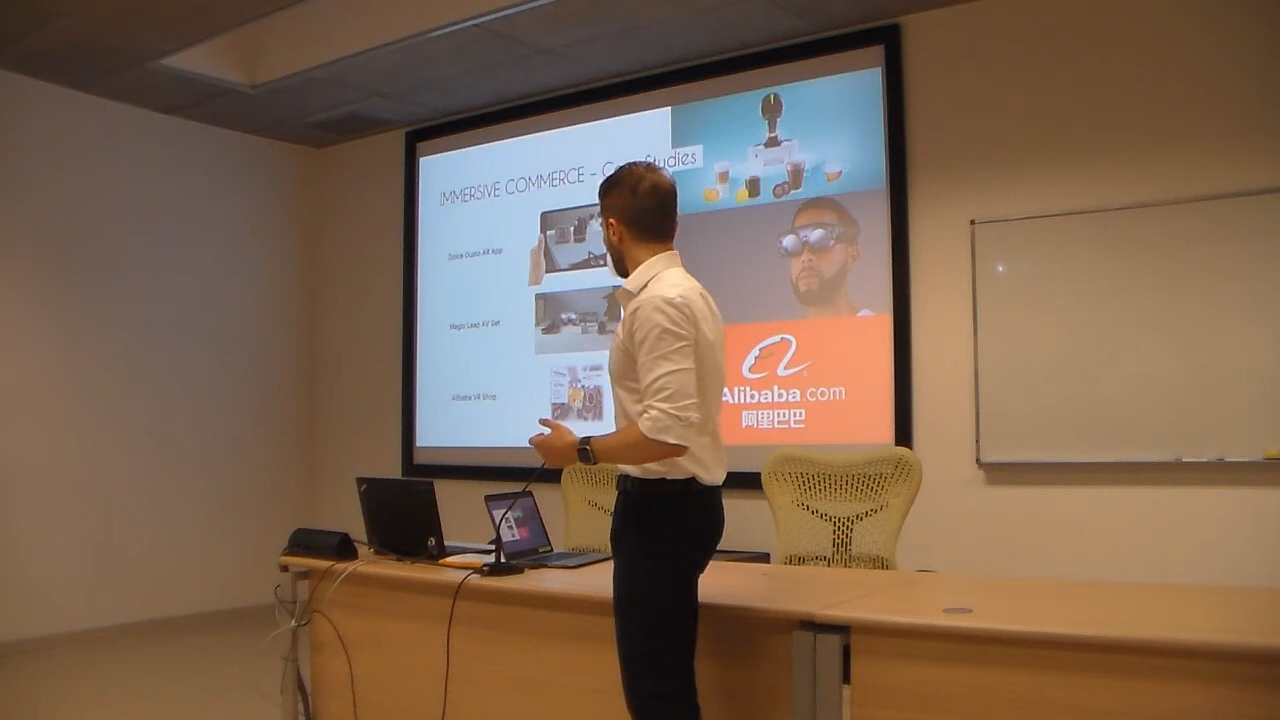 IMMERSIVE COMMERCE - Case Studies
Dolce Gusto AR App
Magic Leap AV Set
Alibaba VR Shop
Alibaba.com
阿里巴巴